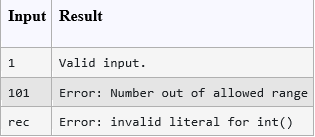 Input Result
1 Valid input.
101 Error: Number out of allowed range
rec Error: invalid literal for int()